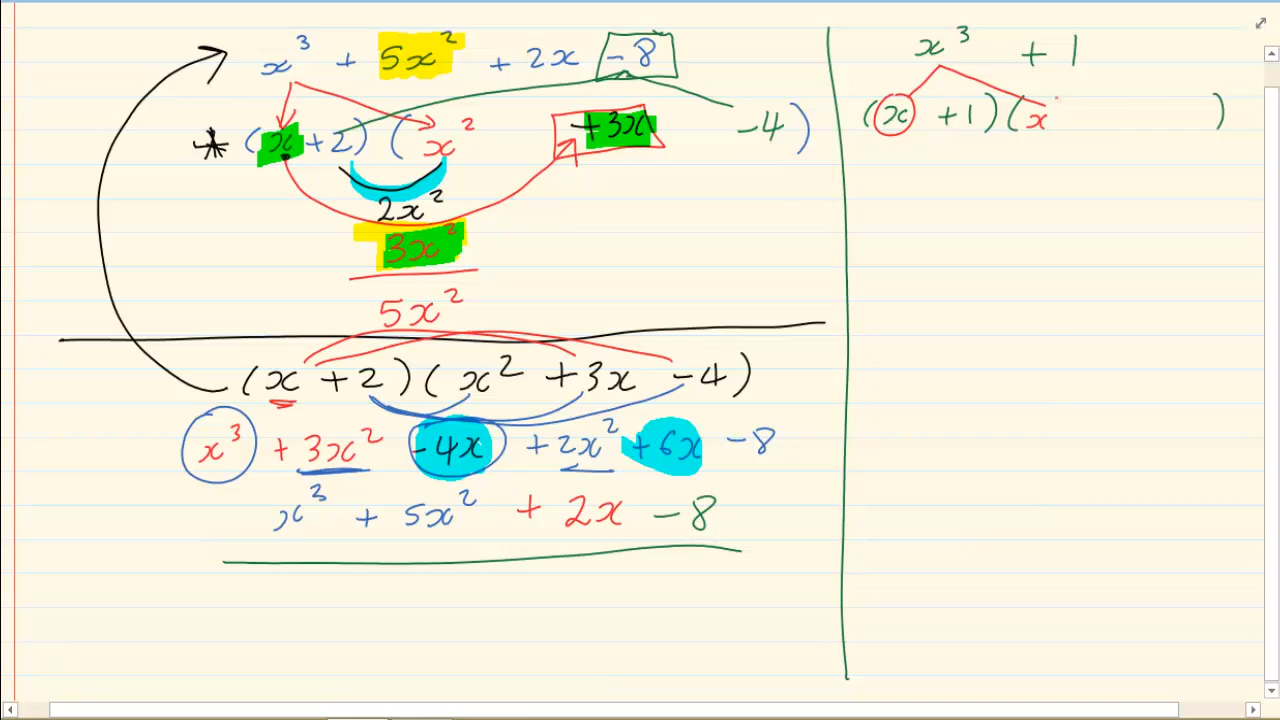 x³ + 5x² + 2x - 8
* (x + 2) (x² + 3x - 4)
2x²
3x²
5x²
(x + 2)(x² + 3x - 4)
x³ + 3x² - 4x + 2x² + 6x - 8
x³ + 5x² + 2x - 8
x³ + 1
(x + 1)(x )